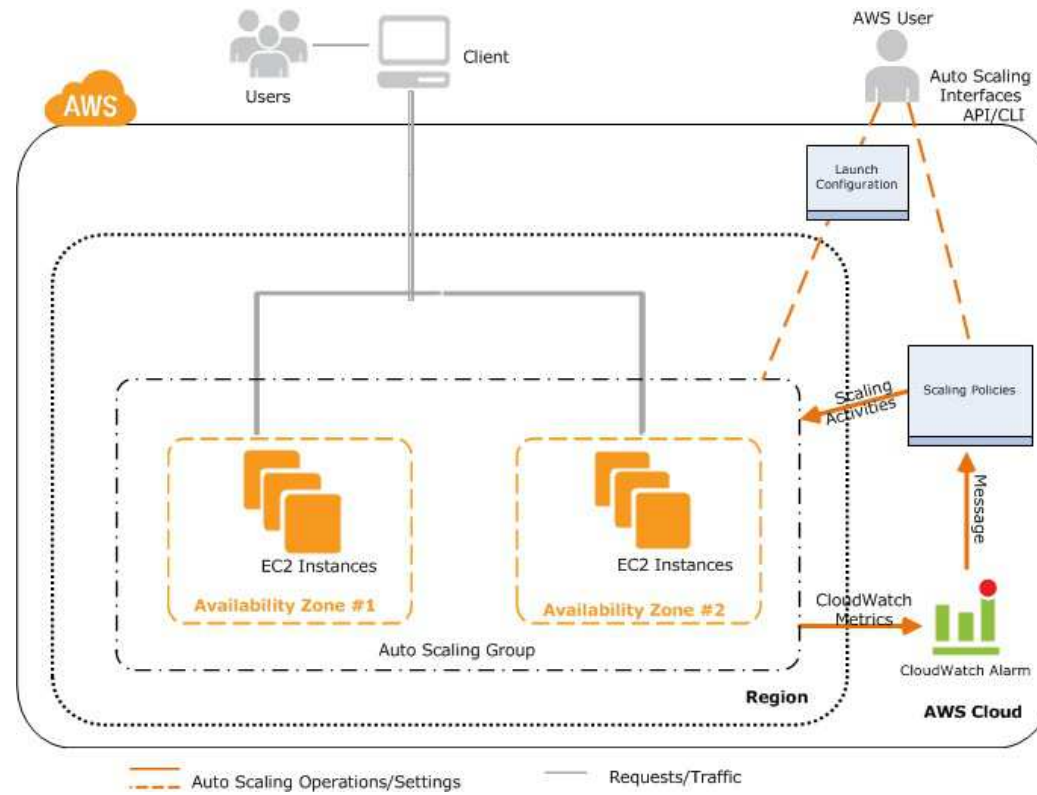 AWS User
Client
Users
Auto Scaling
Interfaces
API/CLI
AWS
Launch
Configuration
Scaling Policies
Scaling
Activities
Message
EC2 Instances
EC2 Instances
Availability Zone #1
Availability Zone #2
CloudWatch
Metrics
Auto Scaling Group
CloudWatch Alarm
Region
AWS Cloud
Auto Scaling Operations/Settings
Requests/Traffic